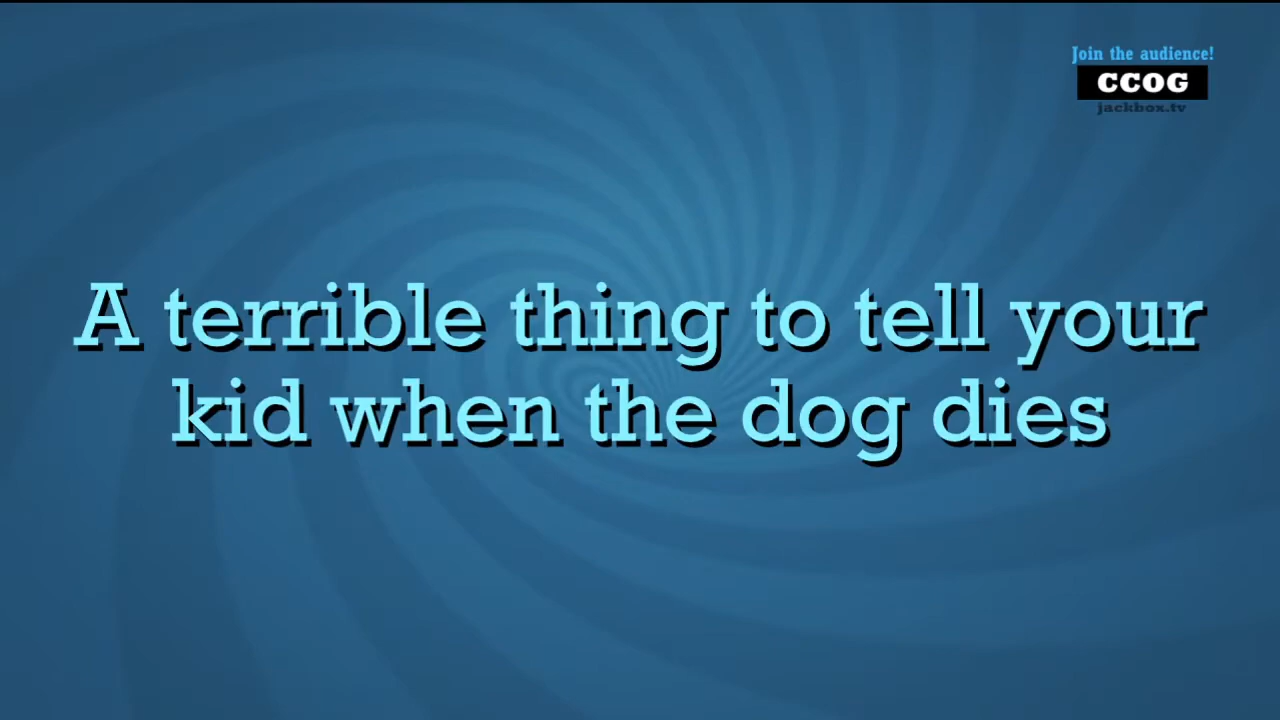 Join the audience!
CCOG
jackbox.tv
A terrible thing to tell your
kid when the dog dies